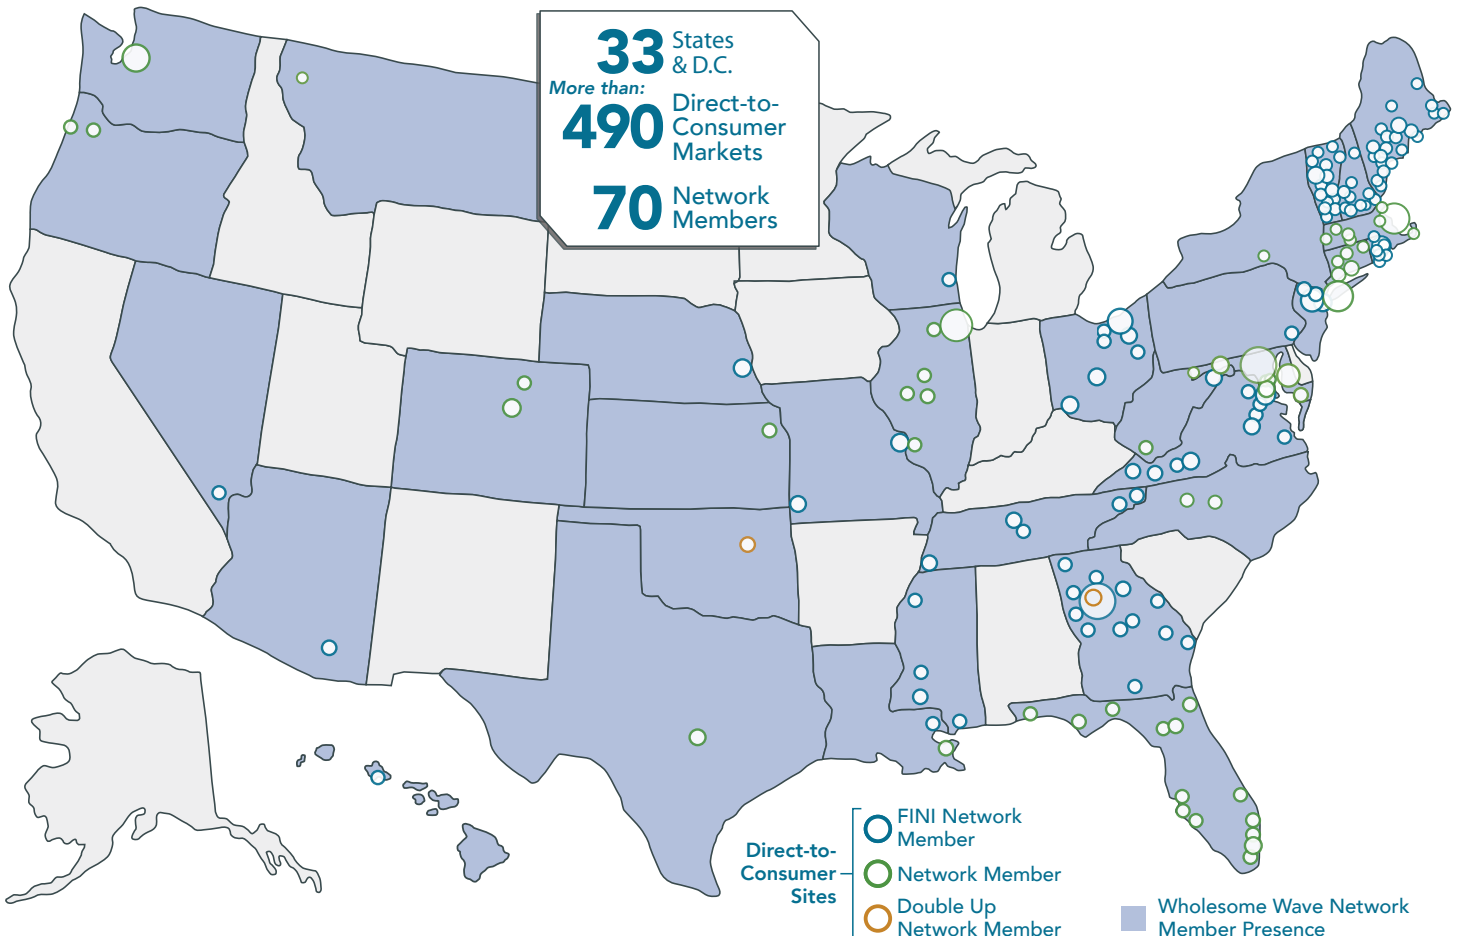 33 States
& D.C.
More than:
490 Direct-to-
Consumer
Markets
70 Network
Members
Direct-to-
Consumer
Sites
FINI Network
Member
Network Member
Double Up
Network Member
Wholesome Wave Network
Member Presence